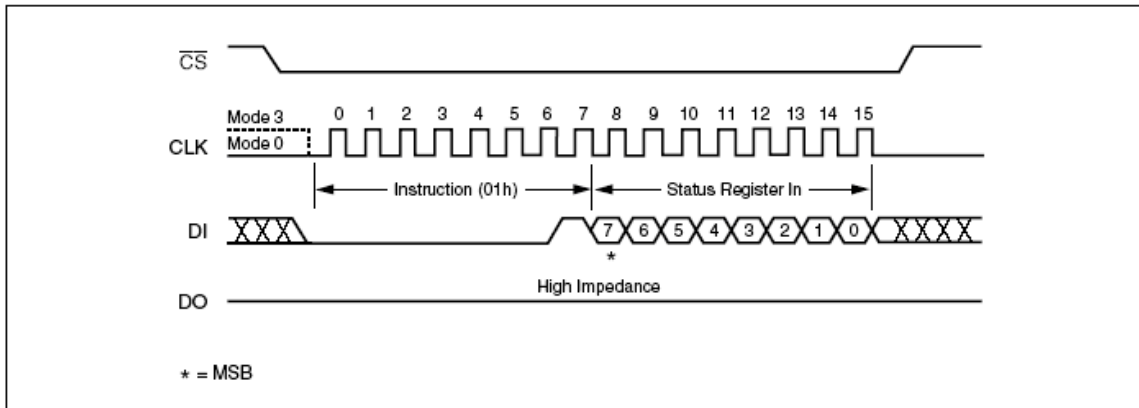 CS
Mode 3
0 1 2 3 4 5 6 7 8 9 10 11 12 13 14 15
CLK
Mode 0
Instruction (01h)
Status Register In
DI
7 6 5 4 3 2 1 0
*
High Impedance
DO
* = MSB